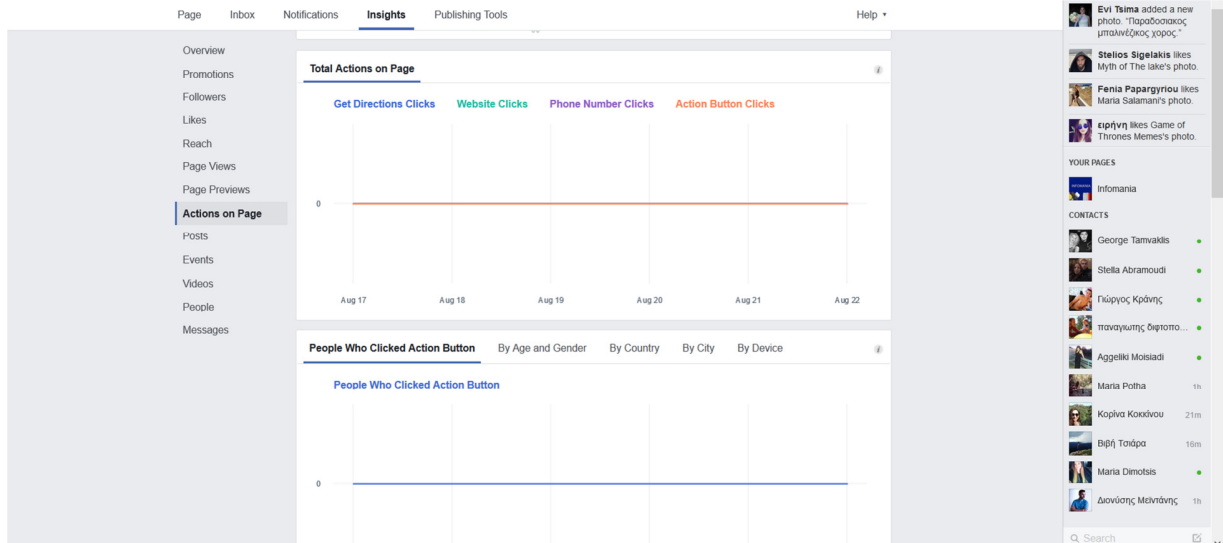 Page Inbox Notifications Insights Publishing Tools Help
Overview
Promotions
Followers
Likes
Reach
Page Views
Page Previews
Actions on Page
Posts
Events
Videos
People
Messages
Total Actions on Page
Get Directions Clicks Website Clicks Phone Number Clicks Action Button Clicks
0
Aug 17 Aug 18 Aug 19 Aug 20 Aug 21 Aug 22
People Who Clicked Action Button By Age and Gender By Country By City By Device
People Who Clicked Action Button
0
Evi Tsima added a new
photo. “Παραδοσιακος
μπαλινέζικος χορος.”
Stelios Sigelakis likes
Myth of The lake's photo.
Fenia Papargyriou likes
Maria Salamani's photo.
ειρήνη likes Game of
Thrones Memes's photo.
YOUR PAGES
Infomania
CONTACTS
George Tamvaklis
Stella Abramoudi
Γιώργος Κράνης
παναγιωτης διφτοπο...
Aggeliki Moisiadi
Maria Potha 1h
Κορίνα Κοκκίνου 21m
Βιβή Τσιάρα 16m
Maria Dimotsis
Διονύσης Μεϊντάνης 1h
Search